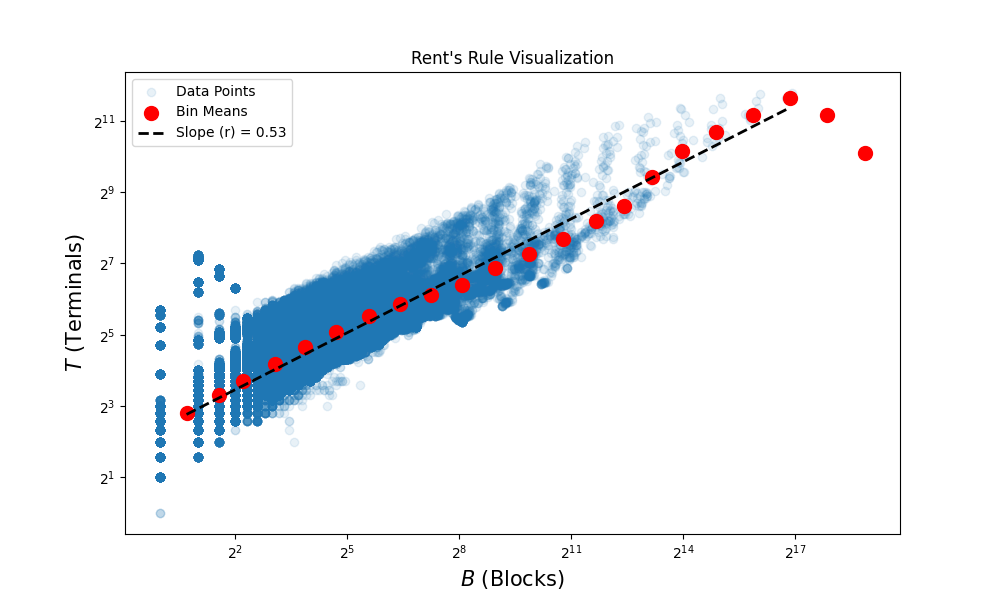 Rent's Rule Visualization
Data Points
Bin Means
Slope (r) = 0.53
2^11
2^9
2^7
2^5
2^3
2^1
T (Terminals)
2^2 2^5 2^8 2^11 2^14 2^17
B (Blocks)